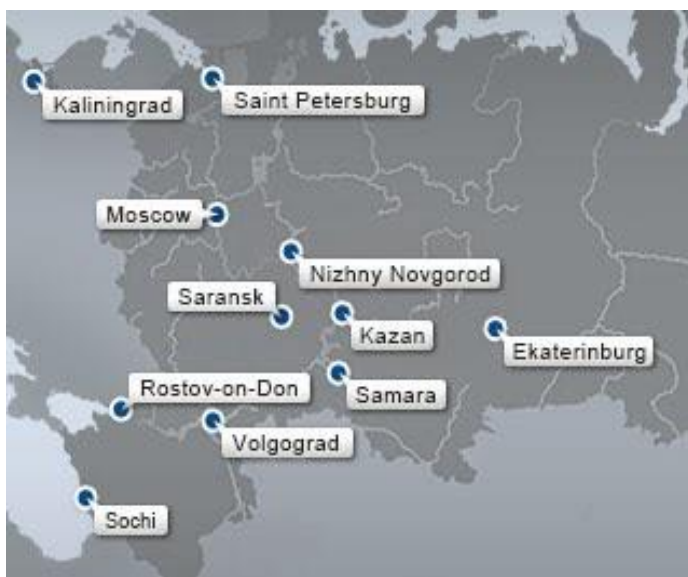 Kaliningrad
Saint Petersburg
Moscow
Nizhny Novgorod
Saransk
Kazan
Ekaterinburg
Rostov-on-Don
Samara
Volgograd
Sochi